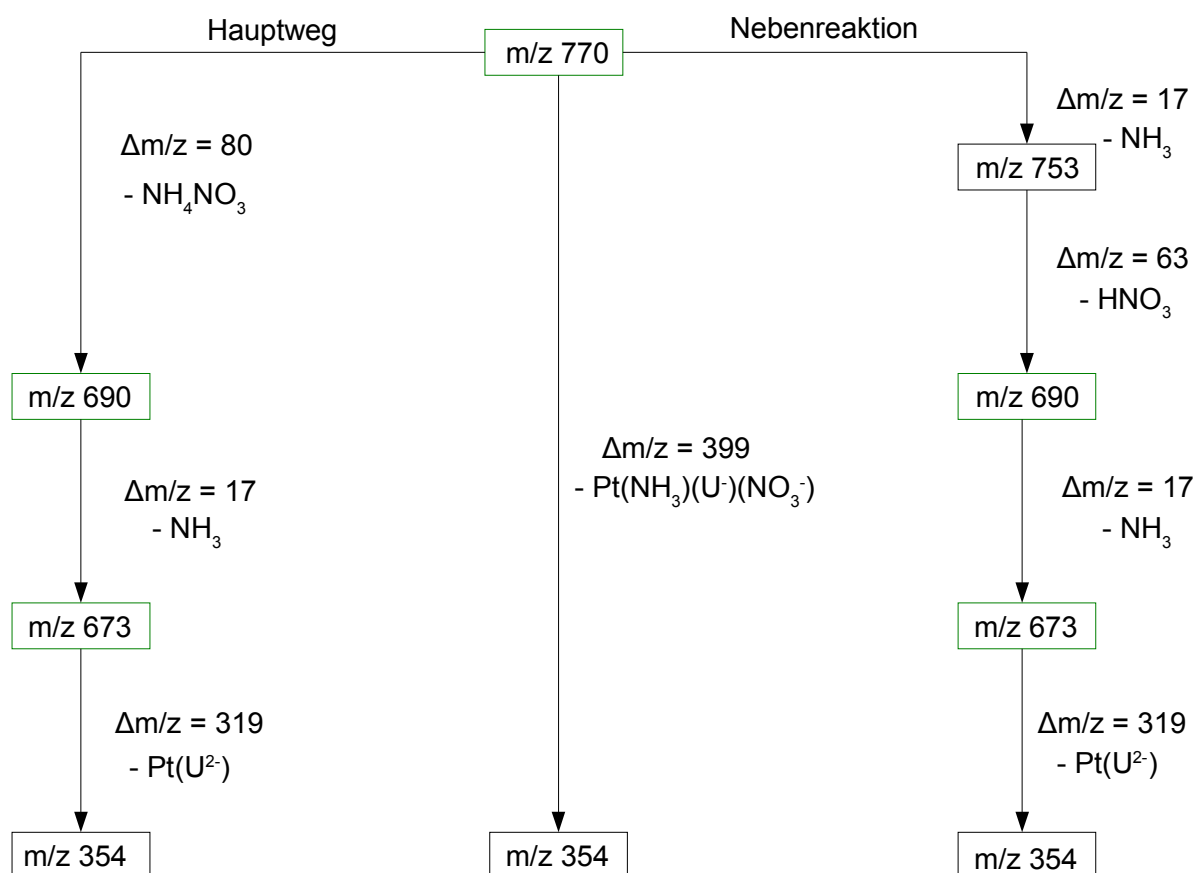 Hauptweg
m/z 770
Nebenreaktion
Δm/z = 17
- NH₃
m/z 753
Δm/z = 80
- NH₄NO₃
Δm/z = 63
- HNO₃
m/z 690
m/z 690
Δm/z = 399
- Pt(NH₃)(U⁻)(NO₃⁻)
Δm/z = 17
- NH₃
Δm/z = 17
- NH₃
m/z 673
m/z 673
Δm/z = 319
- Pt(U²⁻)
Δm/z = 319
- Pt(U²⁻)
m/z 354
m/z 354
m/z 354